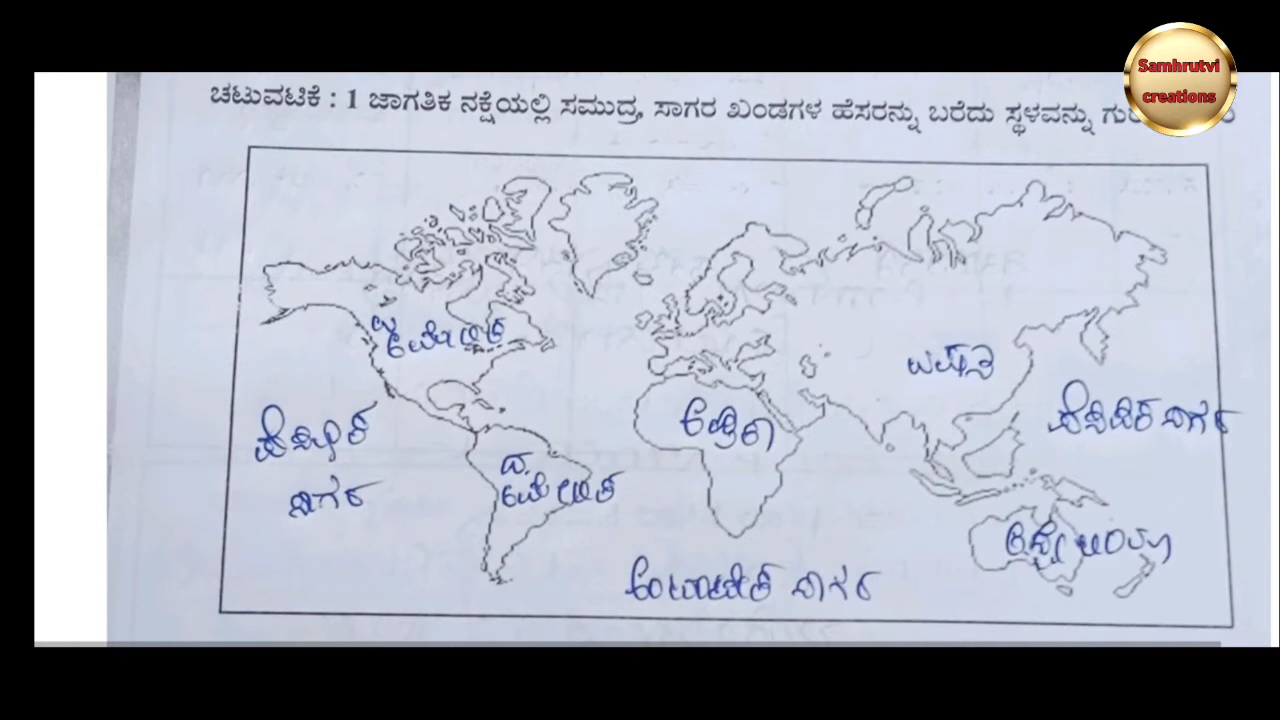 Samhrutvi
creations
ಚಟುವಟಿಕೆ : 1 ಜಾಗತಿಕ ನಕ್ಷೆಯಲ್ಲಿ ಸಮುದ್ರ, ಸಾಗರ ಖಂಡಗಳ ಹೆಸರನ್ನು ಬರೆದು ಸ್ಥಳವನ್ನು
ಉ
ಅಮೇರಿಕ
ಏಷಿಯ
ಪೆಸಿಫಿಕ ಸಾಗರ
ಆಫ್ರಿಕಾ
ಪೆಸಿಫಿಕ
ಸಾಗರ
ದ.
ಅಮೇರಿಕ
ಆಸ್ಟ್ರೇಲಿಯಾ
ಸಾಗರ